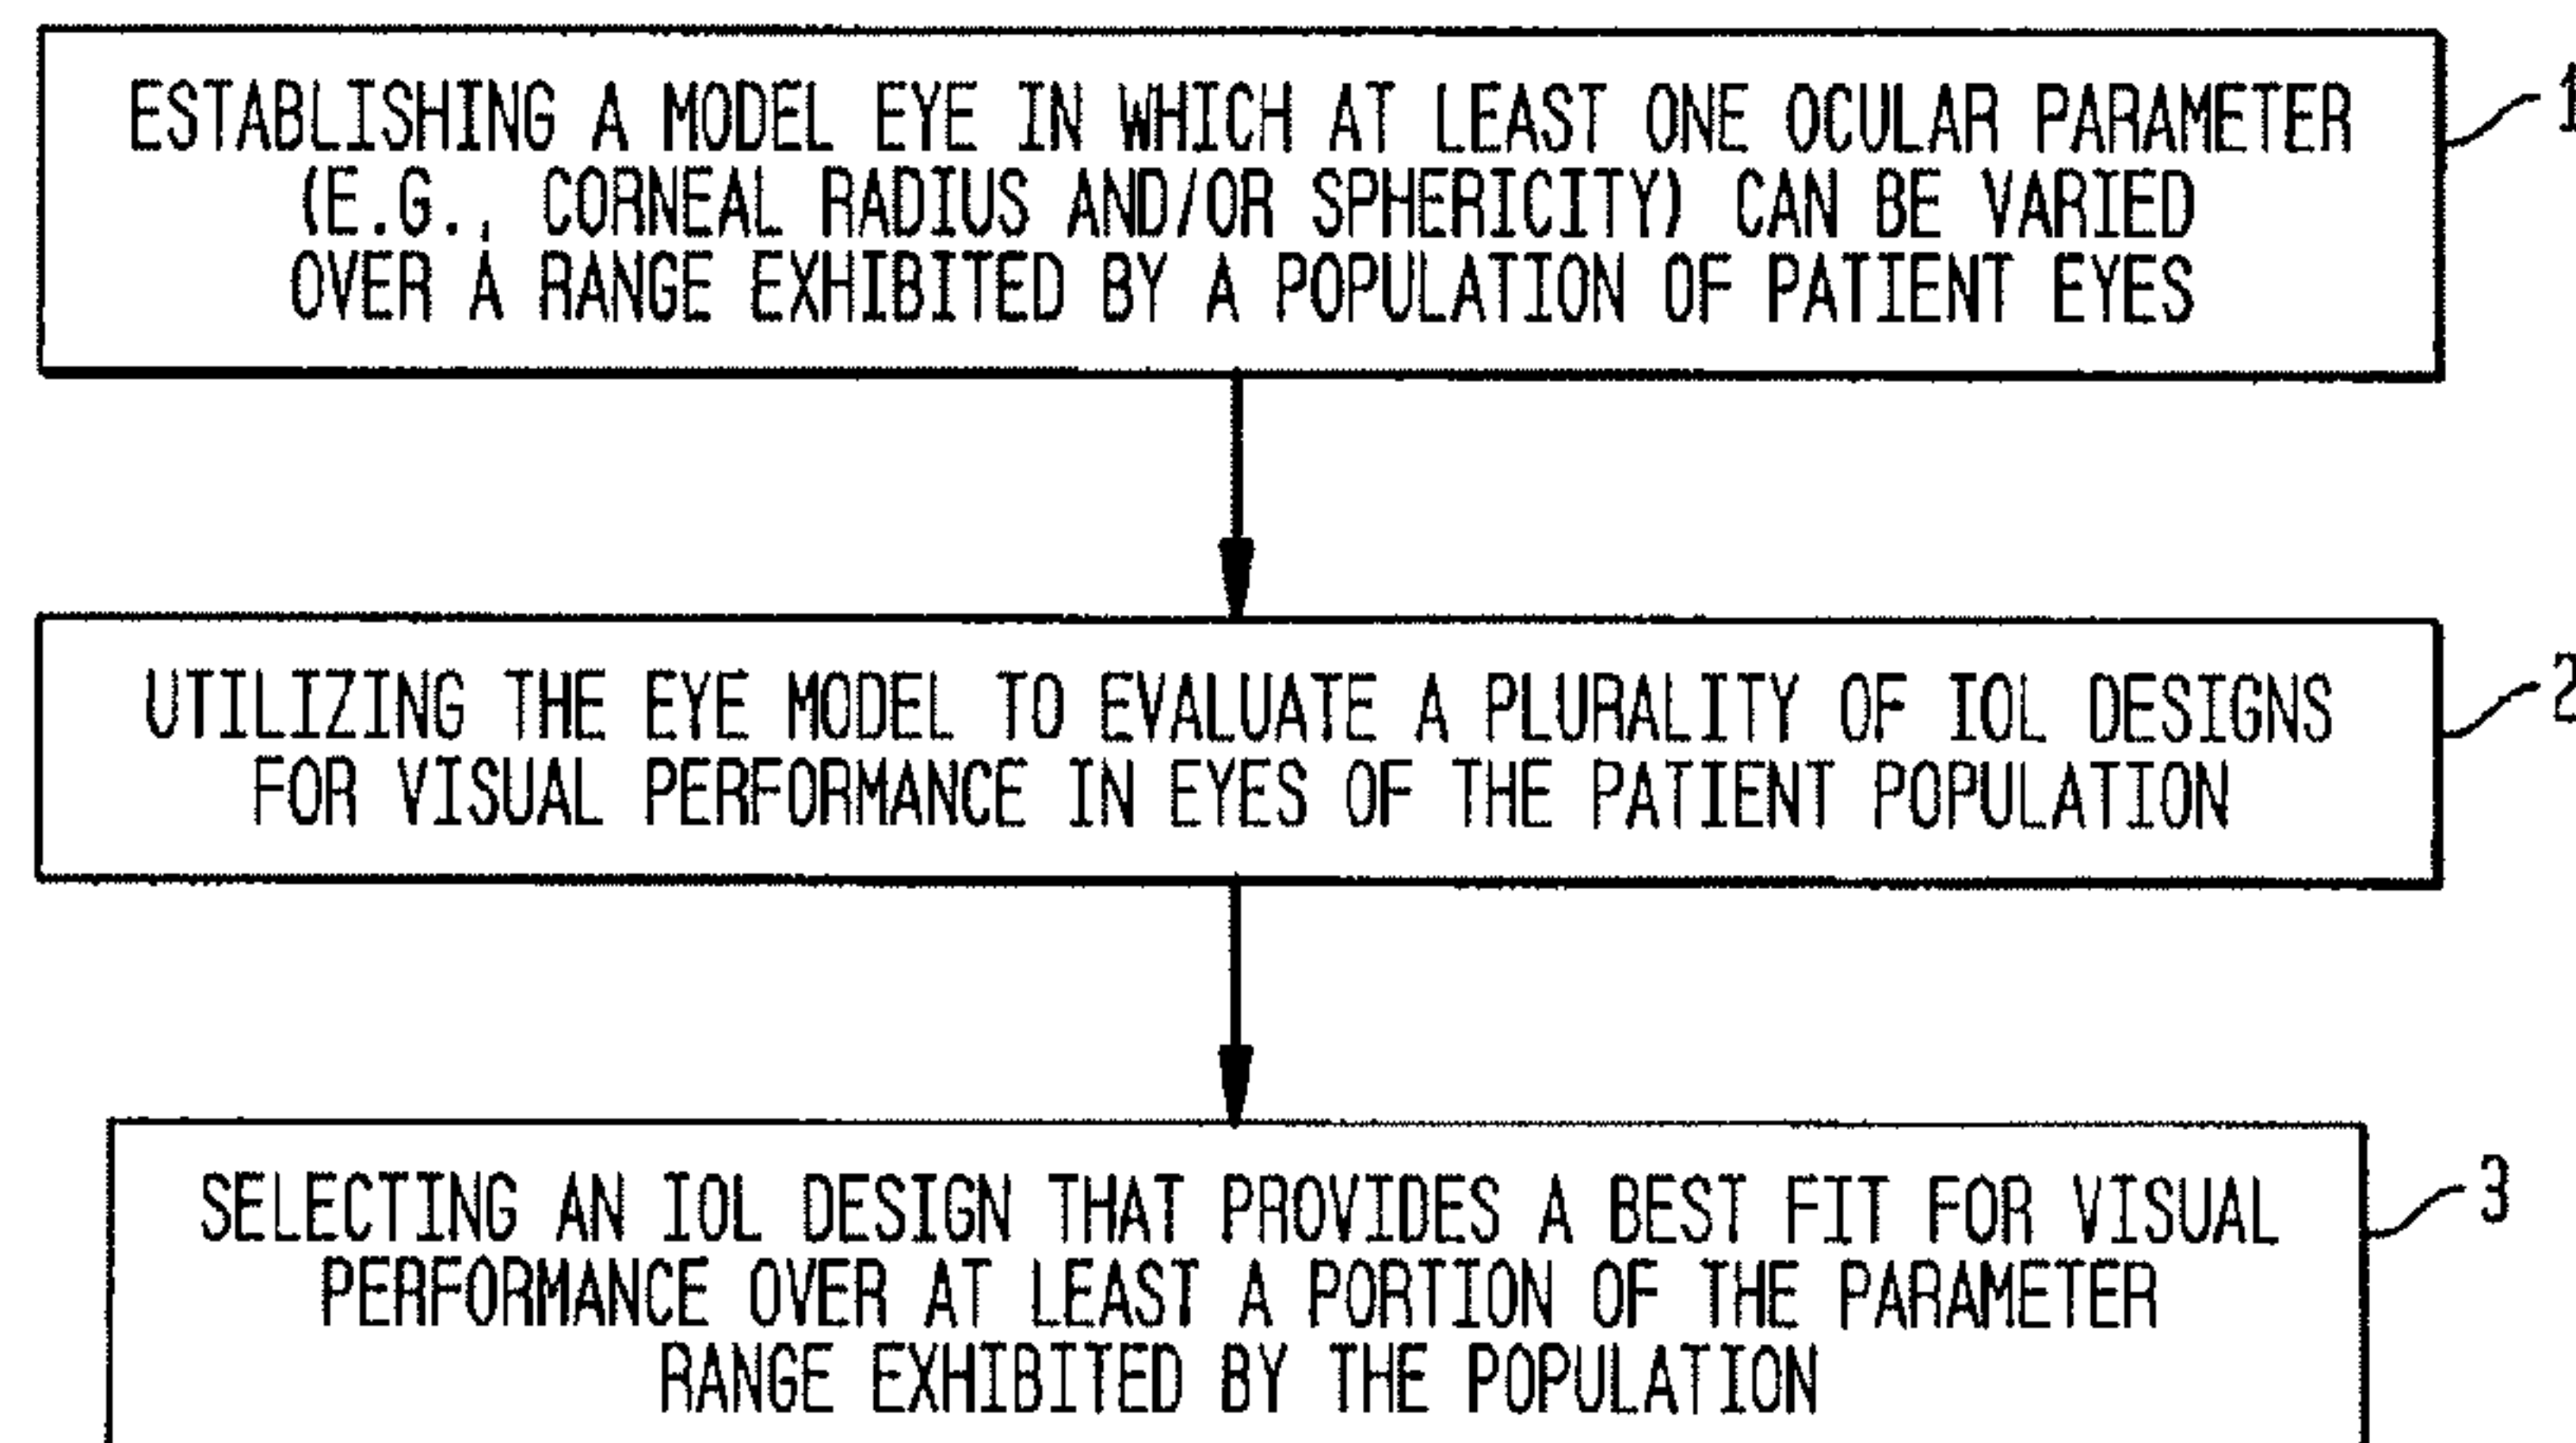 ESTABLISHING A MODEL EYE IN WHICH AT LEAST ONE OCULAR PARAMETER
(E.G., CORNEAL RADIUS AND/OR SPHERICITY) CAN BE VARIED
OVER A RANGE EXHIBITED BY A POPULATION OF PATIENT EYES
1
UTILIZING THE EYE MODEL TO EVALUATE A PLURALITY OF IOL DESIGNS
FOR VISUAL PERFORMANCE IN EYES OF THE PATIENT POPULATION
2
SELECTING AN IOL DESIGN THAT PROVIDES A BEST FIT FOR VISUAL
PERFORMANCE OVER AT LEAST A PORTION OF THE PARAMETER
RANGE EXHIBITED BY THE POPULATION
3